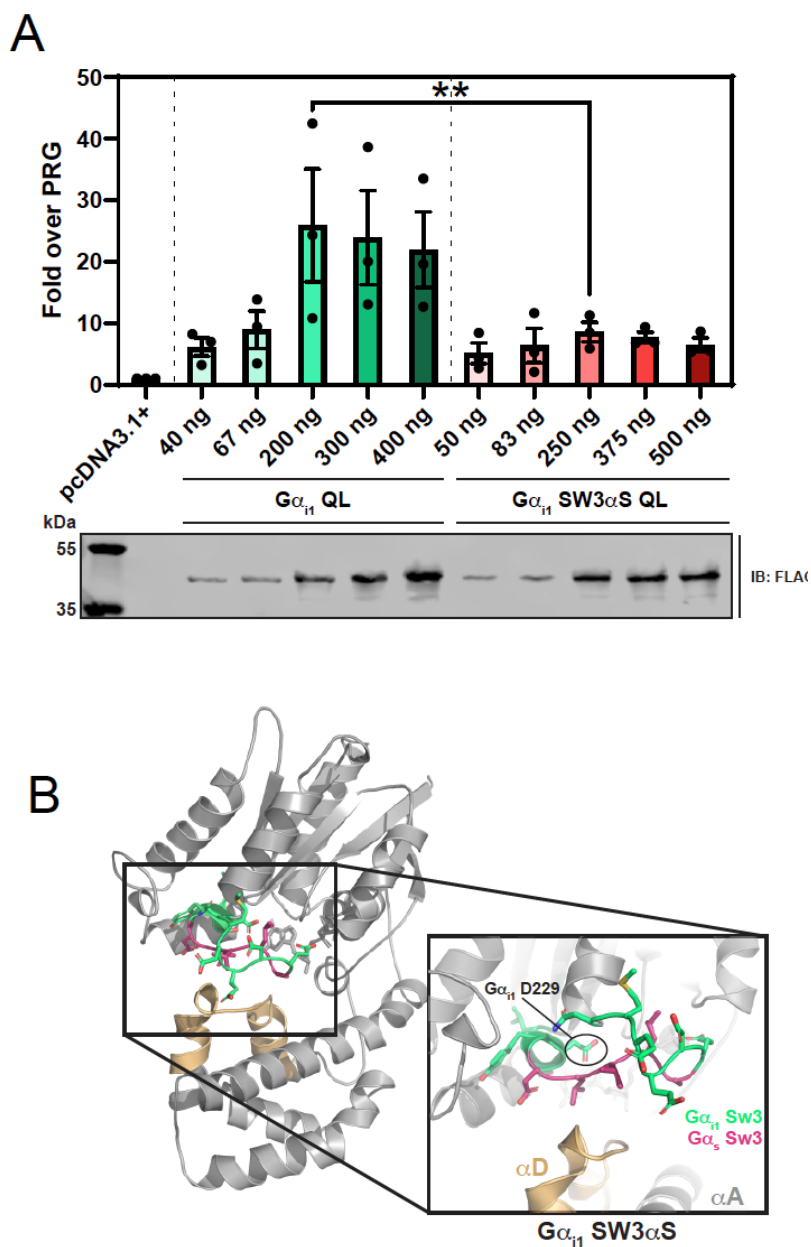 A
Fold over PRG
50
40
30
20
10
0
**
pcDNA3.1+
40 ng
67 ng
200 ng
300 ng
400 ng
50 ng
83 ng
250 ng
375 ng
500 ng
Gαi1 QL
Gαi1 SW3αS QL
kDa
55
35
IB: FLAG
B
Gαi1 D229
Gαi1 Sw3
Gαs Sw3
αD
αA
Gαi1 SW3αS